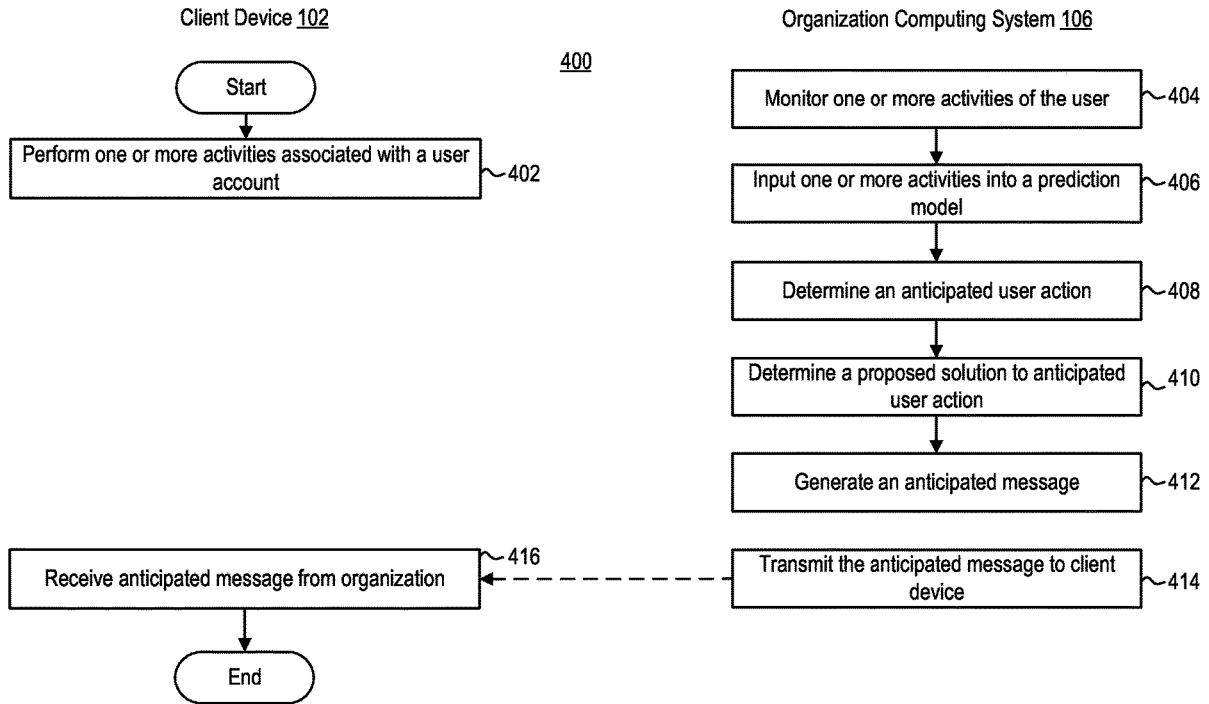 Client Device 102
Organization Computing System 106
400
Start
Perform one or more activities associated with a user
account
402
Monitor one or more activities of the user
404
Input one or more activities into a prediction
model
406
Determine an anticipated user action
408
Determine a proposed solution to anticipated
user action
410
Generate an anticipated message
412
Transmit the anticipated message to client
device
414
Receive anticipated message from organization
416
End